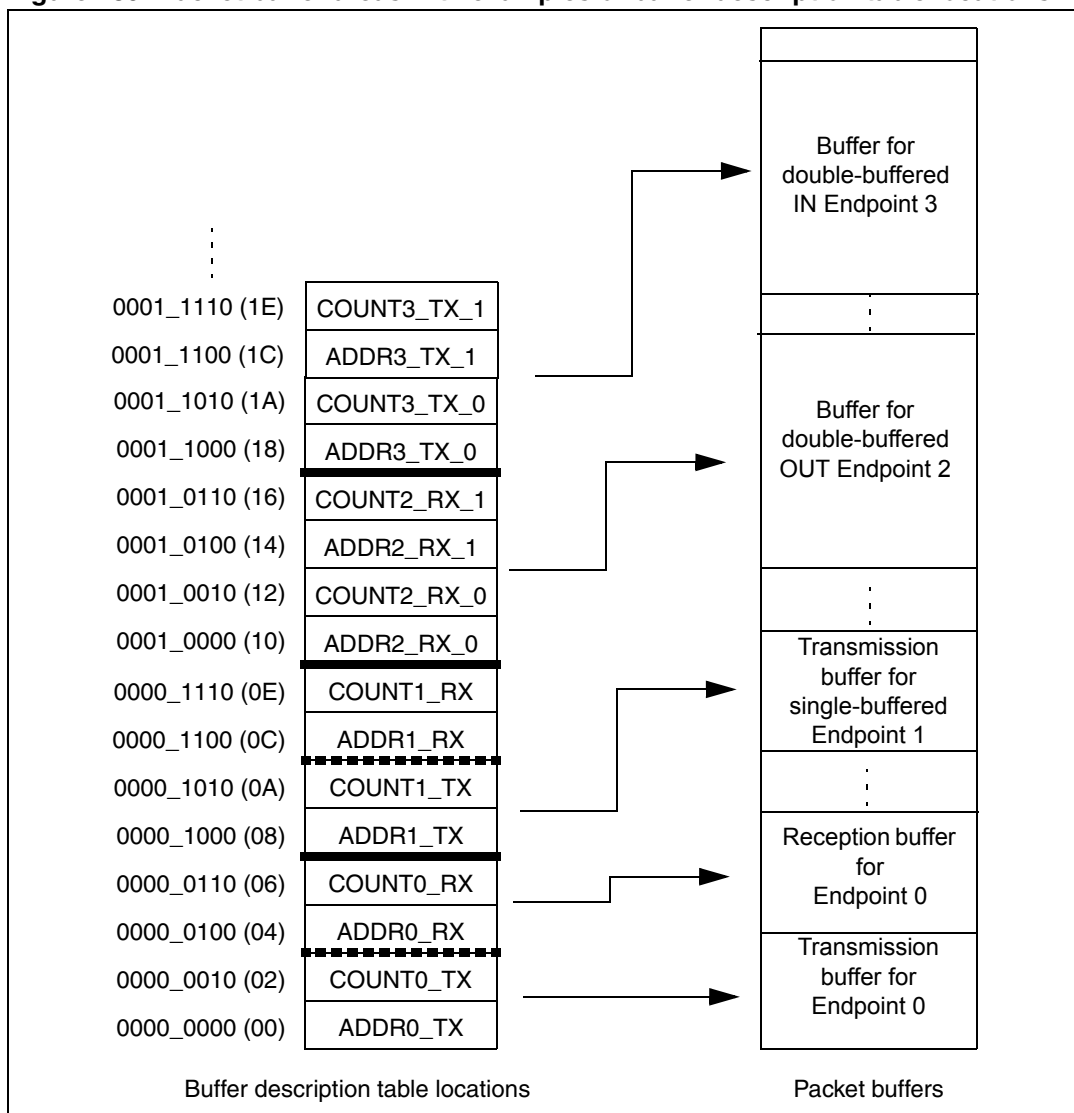 Buffer for
double-buffered
IN Endpoint 3
0001_1110 (1E) COUNT3_TX_1
0001_1100 (1C) ADDR3_TX_1
0001_1010 (1A) COUNT3_TX_0
0001_1000 (18) ADDR3_TX_0
Buffer for
double-buffered
OUT Endpoint 2
0001_0110 (16) COUNT2_RX_1
0001_0100 (14) ADDR2_RX_1
0001_0010 (12) COUNT2_RX_0
0001_0000 (10) ADDR2_RX_0
Transmission
buffer for
single-buffered
Endpoint 1
0000_1110 (0E) COUNT1_RX
0000_1100 (0C) ADDR1_RX
0000_1010 (0A) COUNT1_TX
0000_1000 (08) ADDR1_TX
Reception buffer
for
Endpoint 0
0000_0110 (06) COUNT0_RX
0000_0100 (04) ADDR0_RX
Transmission
buffer for
Endpoint 0
0000_0010 (02) COUNT0_TX
0000_0000 (00) ADDR0_TX
Buffer description table locations
Packet buffers